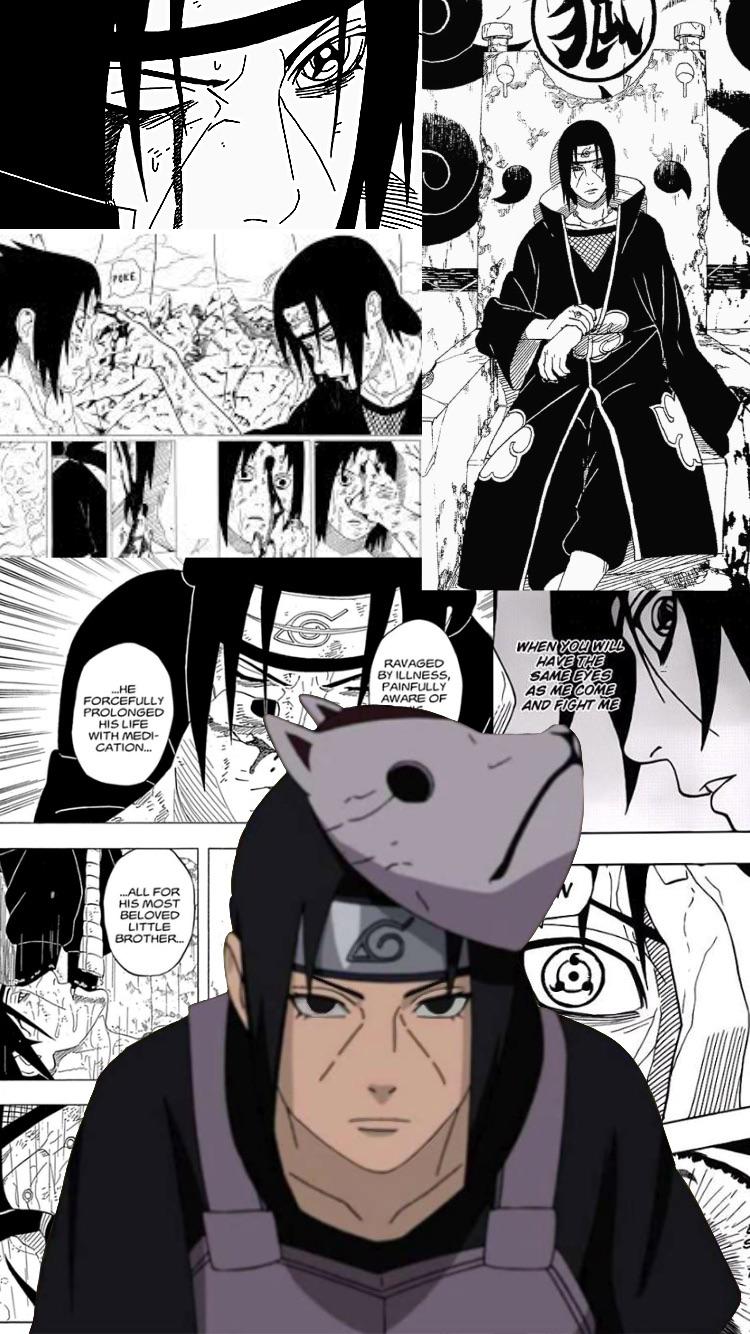 狐
POKE
...HE
FORCEFULLY
PROLONGED
HIS LIFE
WITH MEDI-
CATION...
RAVAGED
BY ILLNESS,
PAINFULLY
AWARE OF
WHEN YOU WILL
HAVE THE
SAME EYES
AS ME COME
AND FIGHT ME
...ALL FOR
HIS MOST
BELOVED
LITTLE
BROTHER...